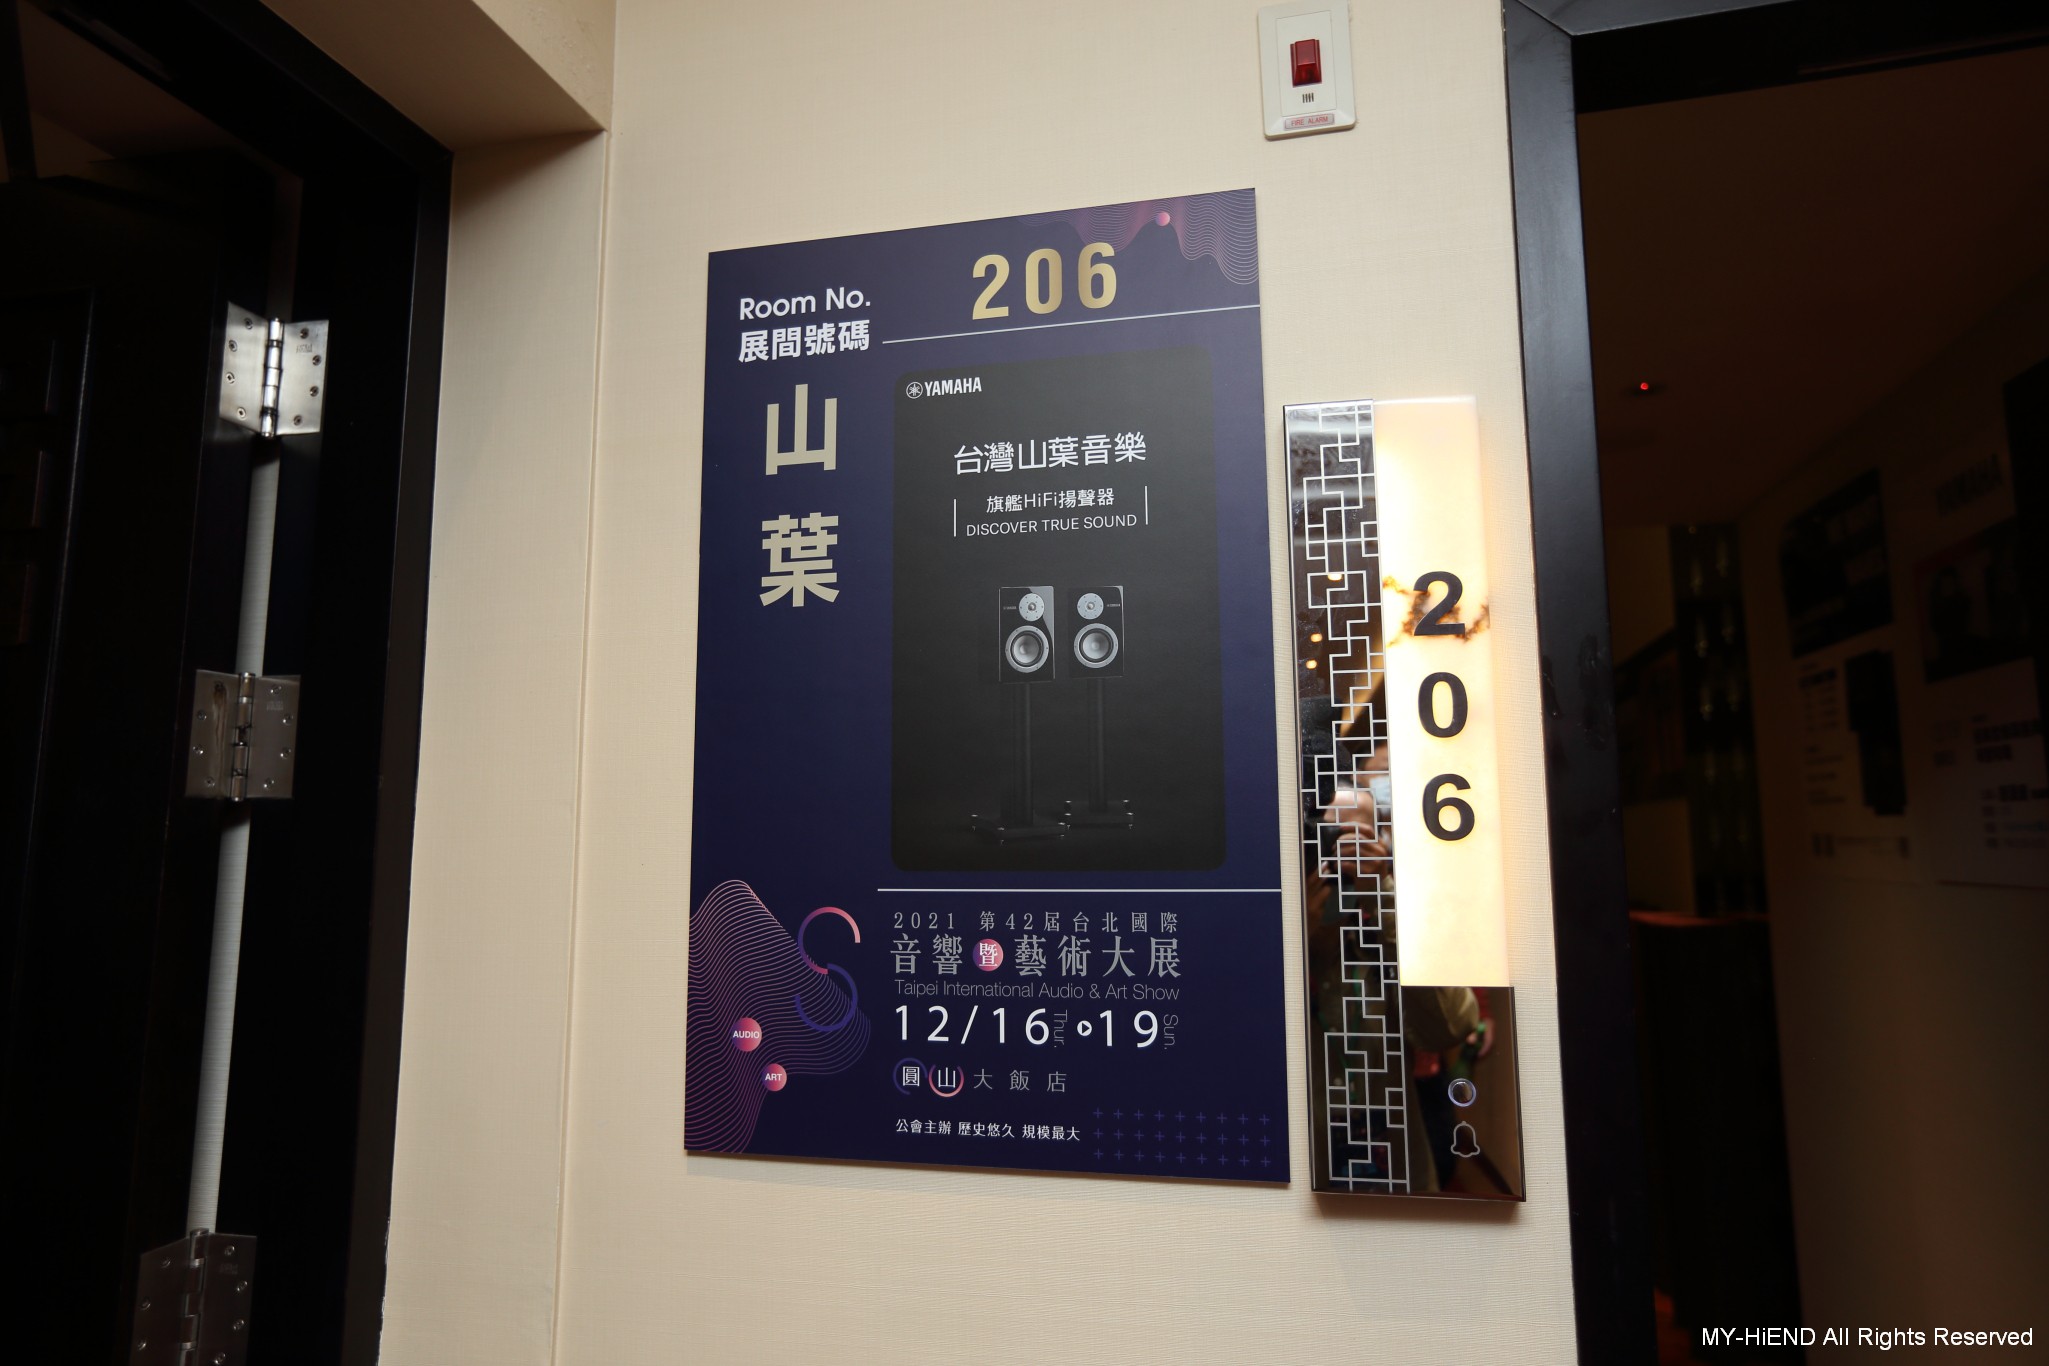 FIRE ALARM
Room No.
展間號碼
206
山葉
YAMAHA
台灣山葉音樂
旗艦HiFi揚聲器
DISCOVER TRUE SOUND
2021 第42屆台北國際
音響暨藝術大展
Taipei International Audio & Art Show
12/16 Thur. 19 Sun.
圓山大飯店
公會主辦 歷史悠久 規模最大
AUDIO
ART
206
YAMAHA
MY-HiEND All Rights Reserved